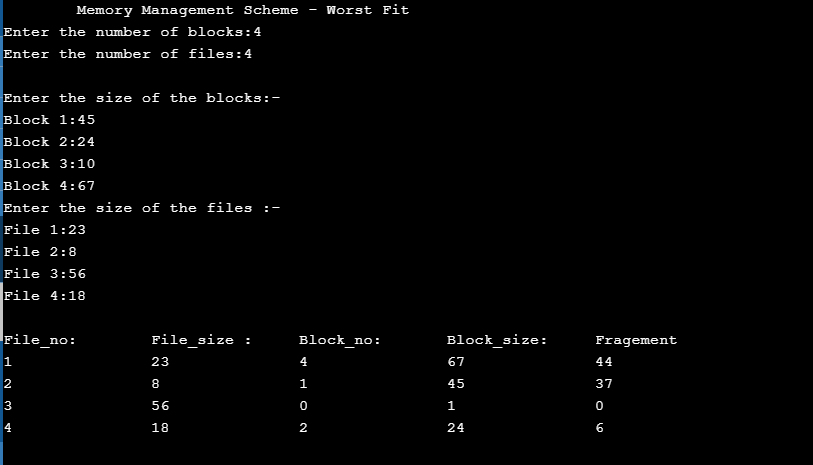 Memory Management Scheme - Worst Fit
Enter the number of blocks:4
Enter the number of files:4
Enter the size of the blocks:-
Block 1:45
Block 2:24
Block 3:10
Block 4:67
Enter the size of the files :-
File 1:23
File 2:8
File 3:56
File 4:18
File_no: File_size : Block_no: Block_size: Fragement
1 23 4 67 44
2 8 1 45 37
3 56 0 1 0
4 18 2 24 6